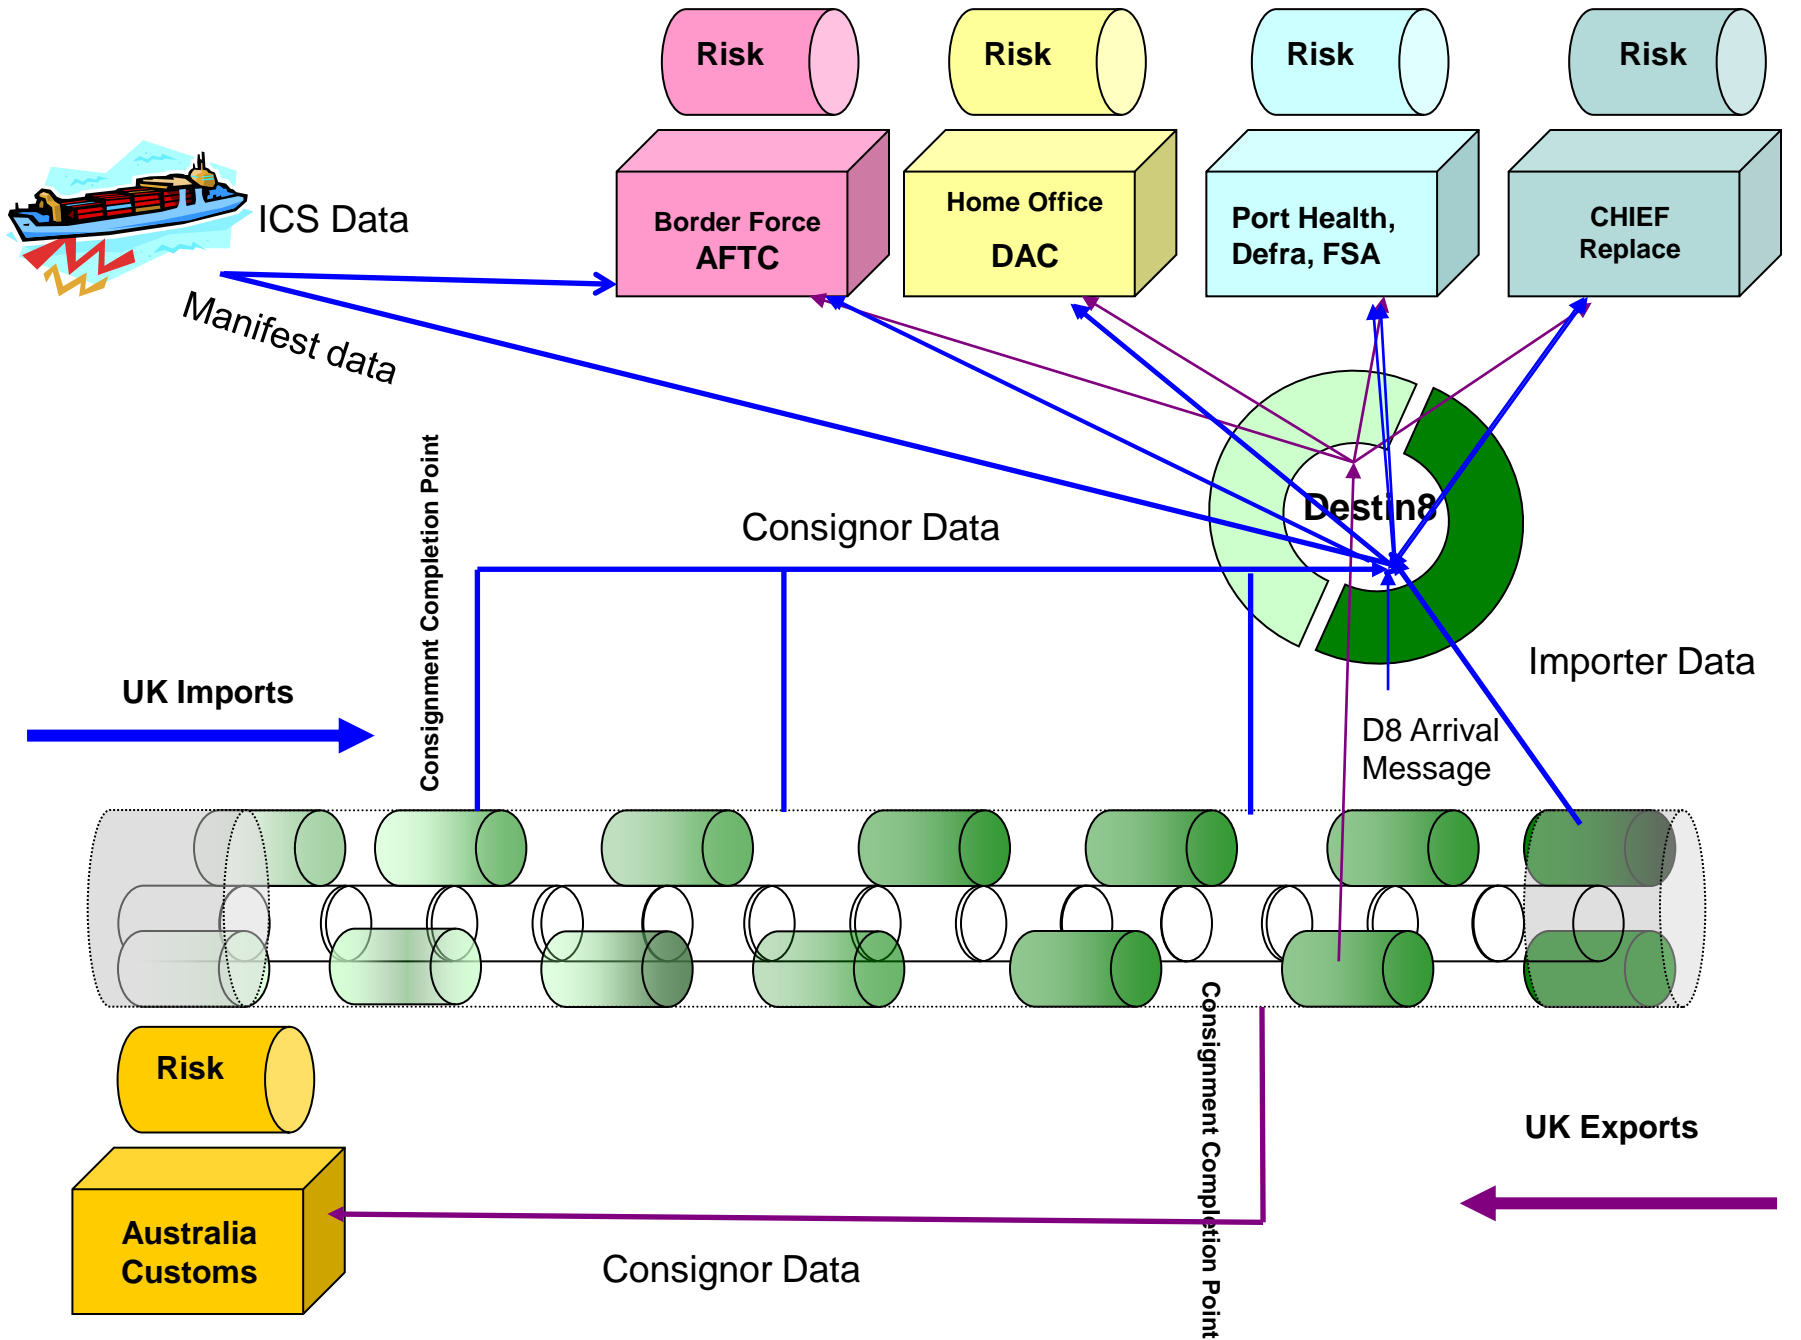 Risk
Risk
Risk
Risk
ICS Data
Border Force
AFTC
Home Office
DAC
Port Health,
Defra, FSA
CHIEF
Replace
Manifest data
Consignment Completion Point
Consignor Data
Destin8
Importer Data
UK Imports
D8 Arrival
Message
Risk
Australia
Customs
Consignor Data
Consignment Completion Point
UK Exports